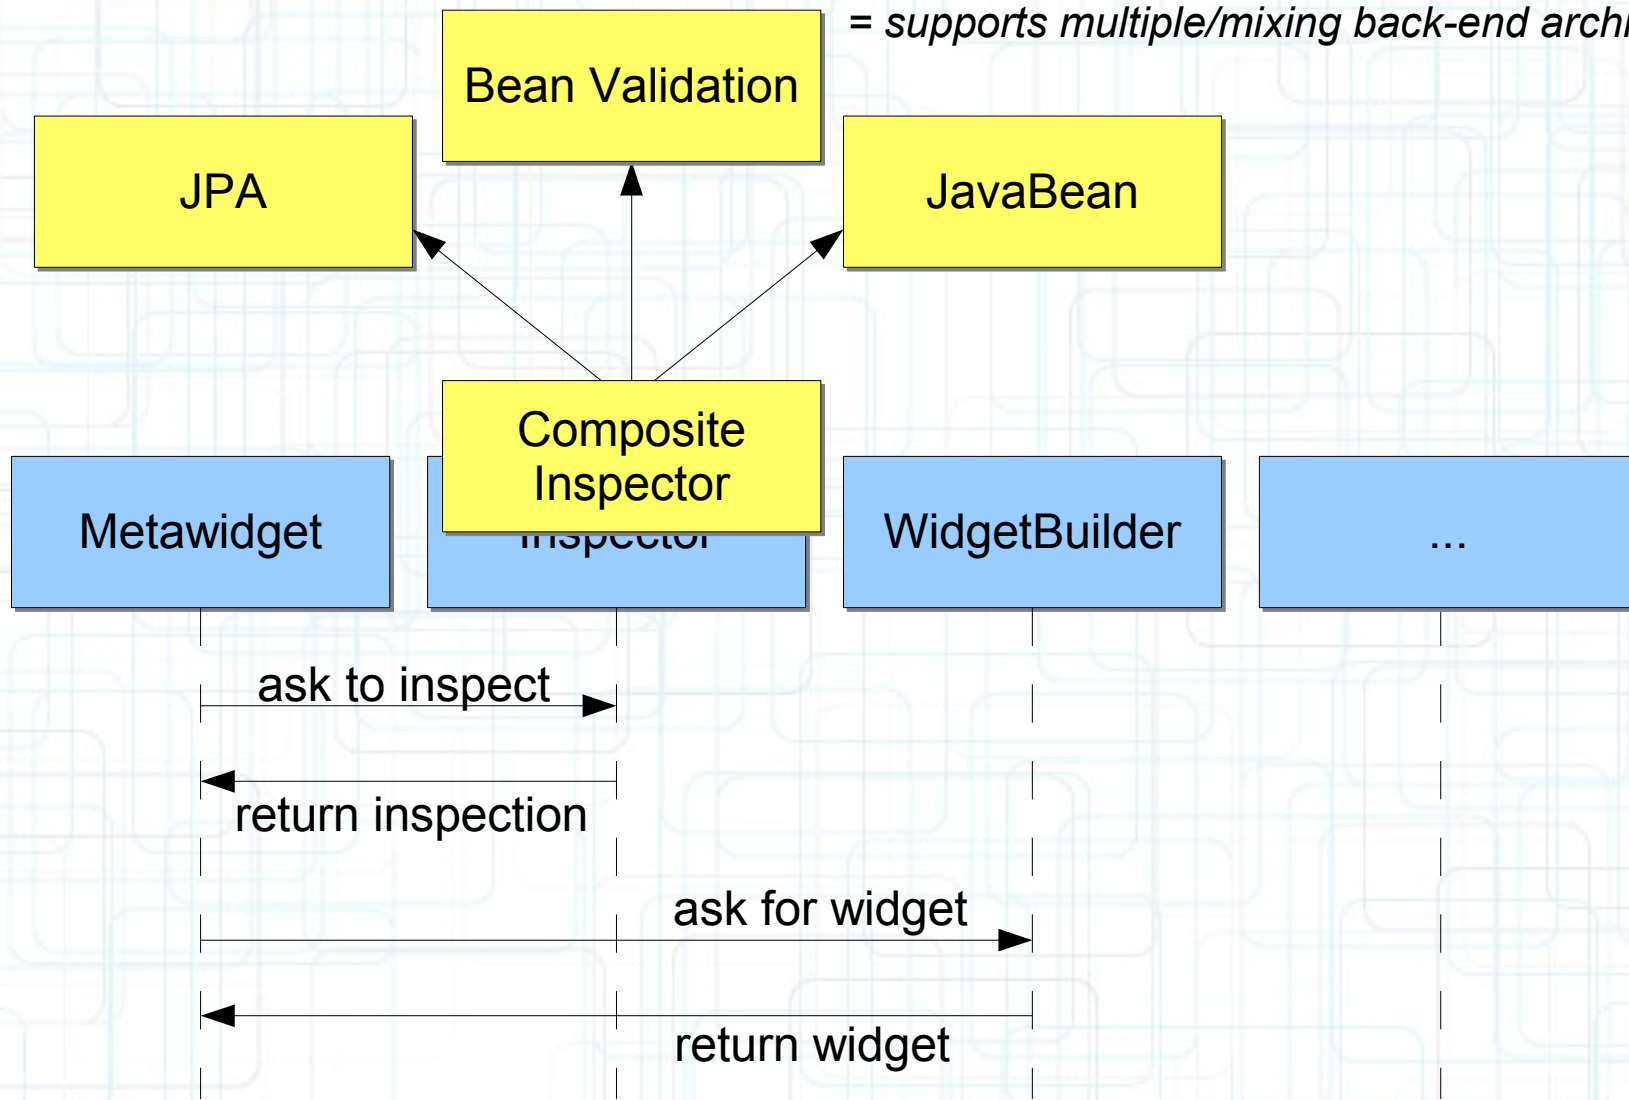 = supports multiple/mixing back-end
Bean Validation
JPA
JavaBean
Composite
Inspector
Metawidget
Inspector
WidgetBuilder
...
ask to inspect
return inspection
ask for widget
return widget